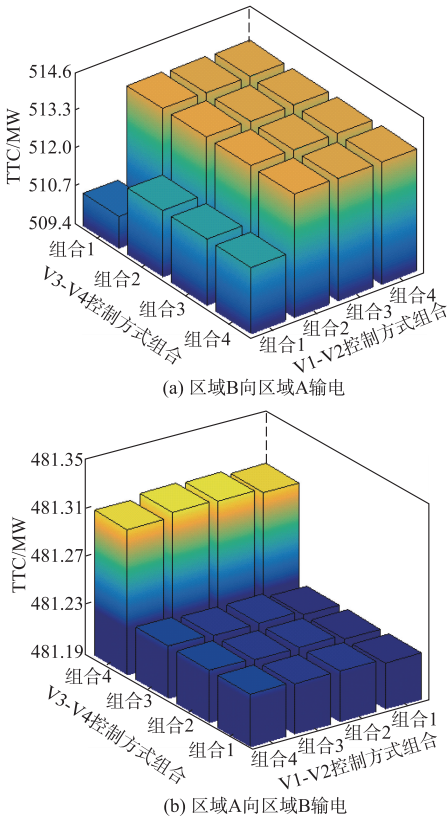 514.6
513.3
512.0
510.7
509.4
TTC/MW
组合1
组合2
组合3
组合4
V3-V4控制方式组合
组合1
组合2
组合3
组合4
V1-V2控制方式组合
(a) 区域B向区域A输电
481.35
481.31
481.27
481.23
481.19
TTC/MW
组合4
组合3
组合2
组合1
V3-V4控制方式组合
组合4
组合3
组合2
组合1
V1-V2控制方式组合
(b) 区域A向区域B输电